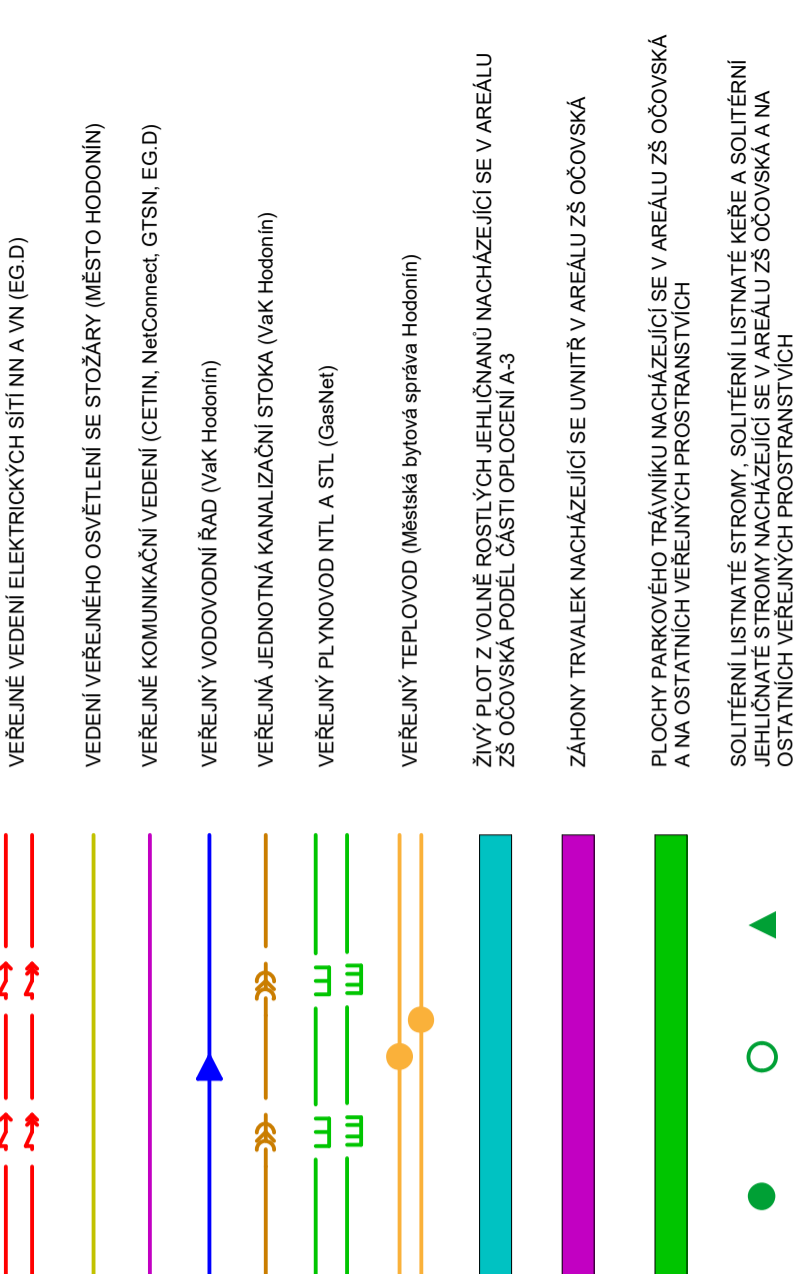 VEŘEJNÉ VEDENÍ ELEKTRICKÝCH SÍTÍ NN A VN (EG.D)
VEDENÍ VEŘEJNÉHO OSVĚTLENÍ SE STOŽÁRY (MĚSTO HODONÍN)
VEŘEJNÉ KOMUNIKAČNÍ VEDENÍ (CETIN, NetConnect, GTSN, EG.D)
VEŘEJNÝ VODOVODNÍ ŘAD (VaK Hodonín)
VEŘEJNÁ JEDNOTNÁ KANALIZAČNÍ STOKA (VaK Hodonín)
VEŘEJNÝ PLYNOVOD NTL A STL (GasNet)
VEŘEJNÝ TEPLOVOD (Městská bytová správa Hodonín)
ŽIVÝ PLOT Z VOLNĚ ROSTLÝCH JEHLIČNANŮ NACHÁZEJÍCÍ SE V AREÁLU
ZŠ OČOVSKÁ PODÉL ČÁSTI OPLOCENÍ A-3
ZÁHONY TRVALEK NACHÁZEJÍCÍ SE UVNITŘ V AREÁLU ZŠ OČOVSKÁ
PLOCHY PARKOVÉHO TRÁVNÍKU NACHÁZEJÍCÍ SE V AREÁLU ZŠ OČOVSKÁ
A NA OSTATNÍCH VEŘEJNÝCH PROSTRANSTVÍCH
SOLITÉRNÍ LISTNATÉ STROMY, SOLITÉRNÍ LISTNATÉ KEŘE A SOLITÉRNÍ
JEHLIČNATÉ STROMY NACHÁZEJÍCÍ SE V AREÁLU ZŠ OČOVSKÁ A NA
OSTATNÍCH VEŘEJNÝCH PROSTRANSTVÍCH